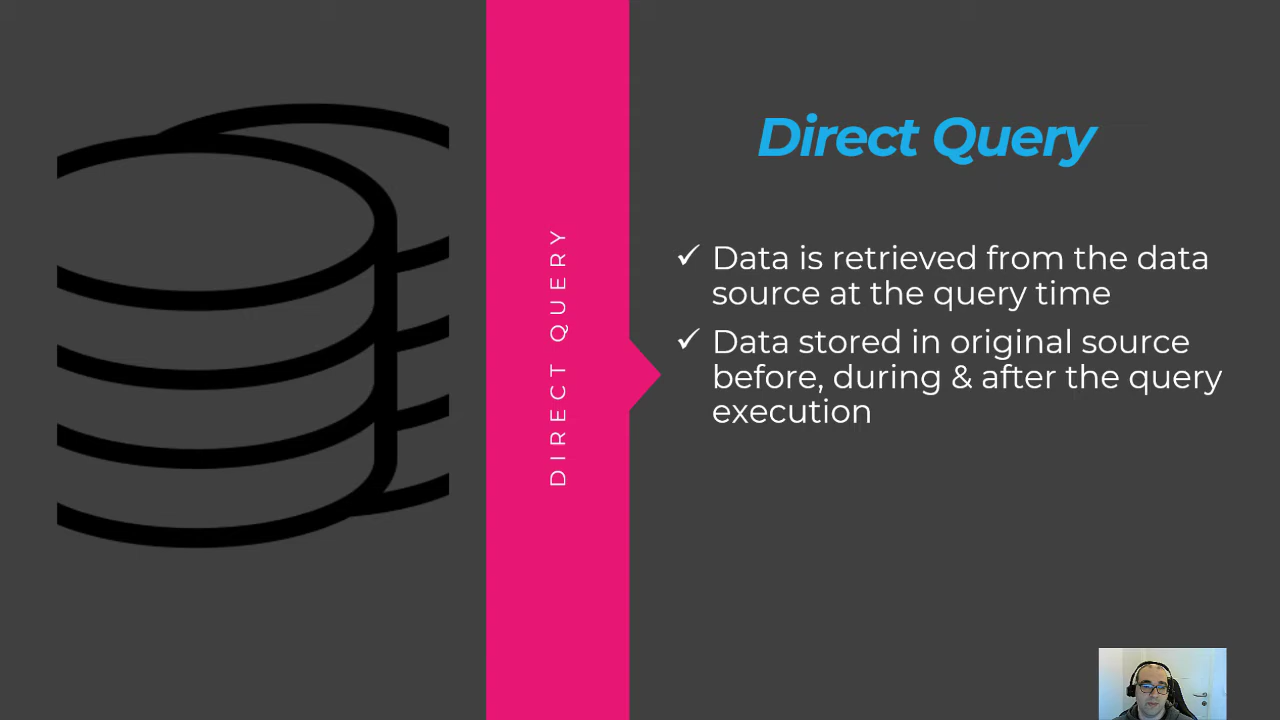 DIRECT QUERY
Direct Query
✓ Data is retrieved from the data
source at the query time
✓ Data stored in original source
before, during & after the query
execution